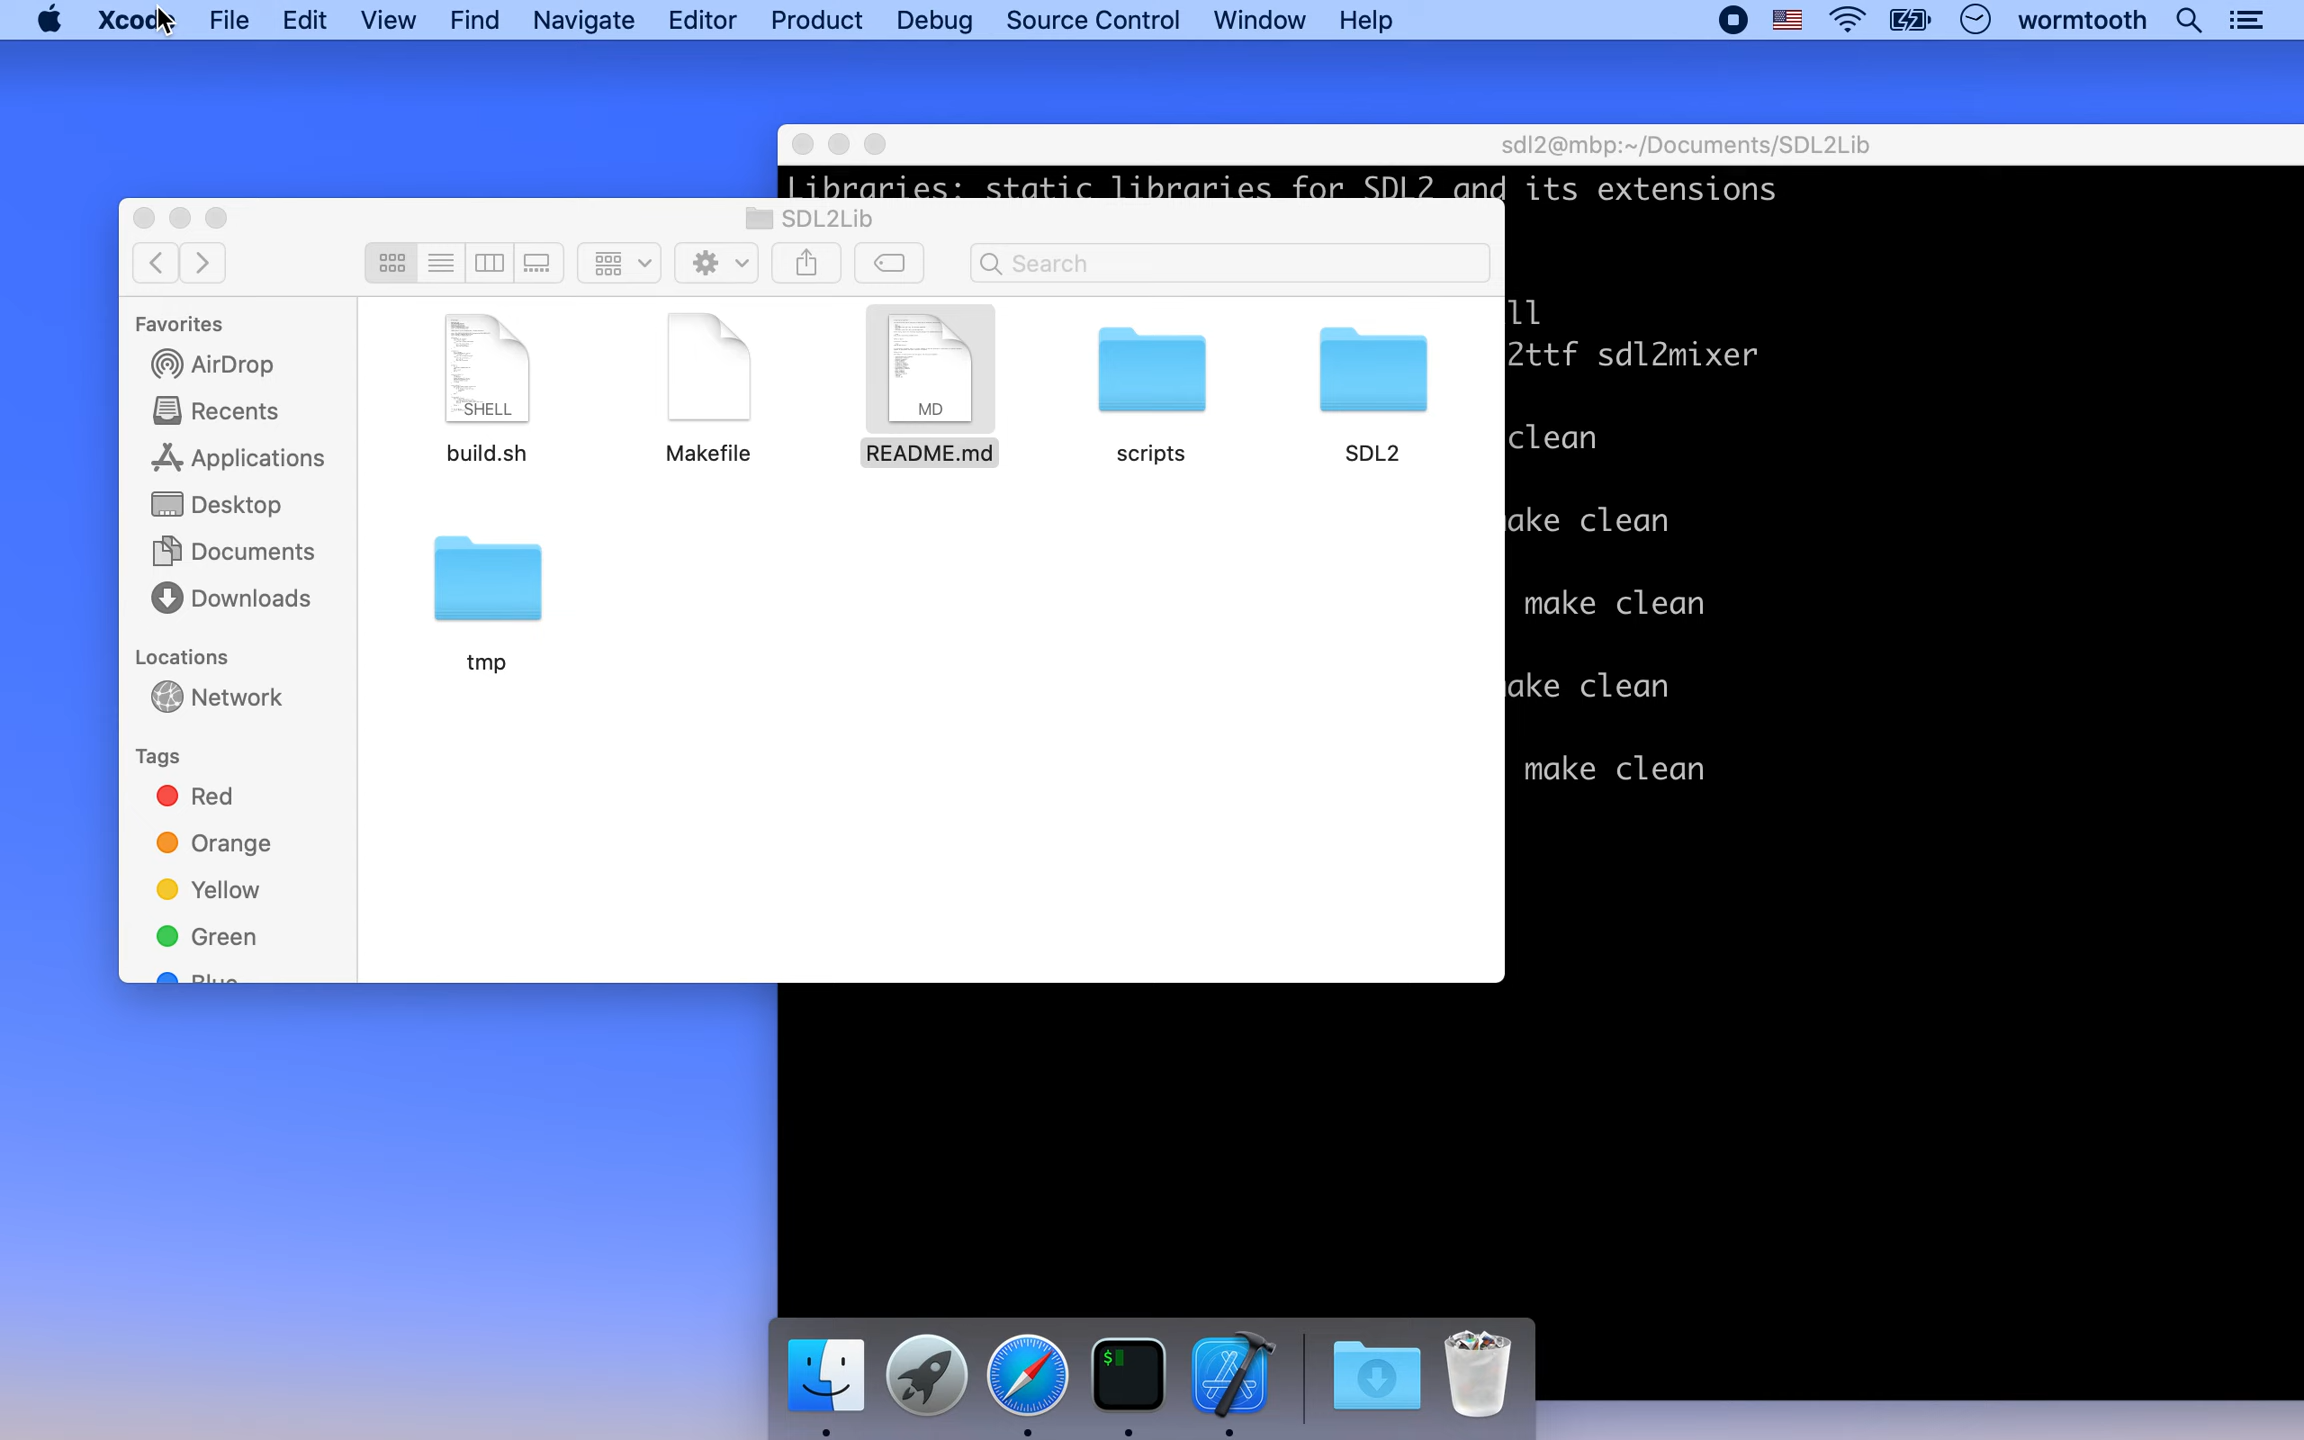 Xcode File Edit View Find Navigate Editor Product Debug Source Control Window Help wormtooth
sdl2@mbp:~/Documents/SDL2Lib
Libraries: static libraries for SDL2 and its extensions
SDL2Lib
Search
Favorites
AirDrop
Recents
Applications
Desktop
Documents
Downloads
Locations
Network
Tags
Red
Orange
Yellow
Green
Blue
SHELL
build.sh
Makefile
MD
README.md
scripts
SDL2
tmp
ll
2ttf sdl2mixer
clean
ake clean
make clean
ake clean
make clean
$